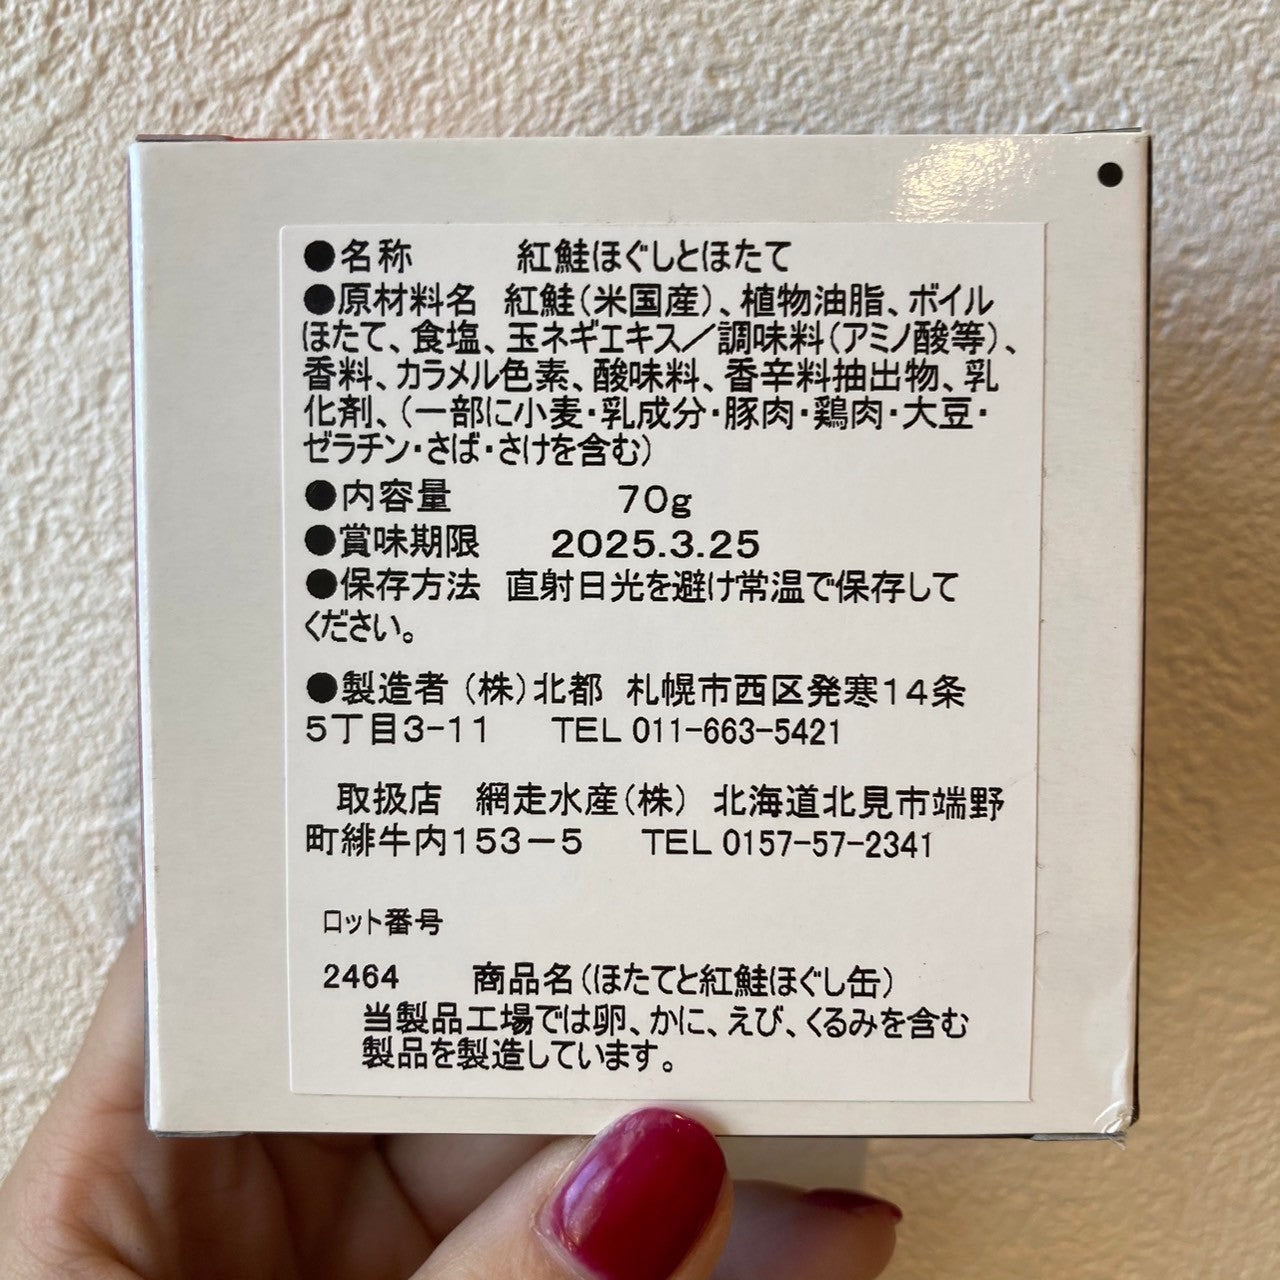 ●名称 紅鮭ほぐしとほたて
●原材料名 紅鮭(米国産)、植物油脂、ボイル
ほたて、食塩、玉ネギエキス/調味料(アミノ酸等)、
香料、カラメル色素、酸味料、香辛料抽出物、乳
化剤、(一部に小麦・乳成分・豚肉・鶏肉・大豆・
ゼラチン・さば・さけを含む)
●内容量 70g
●賞味期限 2025.3.25
●保存方法 直射日光を避け常温で保存して
ください。
●製造者 (株)北都 札幌市西区発寒14条
5丁目3-11 TEL 011-663-5421
取扱店 網走水産(株) 北海道北見市端野
町緋牛内153-5 TEL 0157-57-2341
ロット番号
2464 商品名(ほたてと紅鮭ほぐし缶)
当製品工場では卵、かに、えび、くるみを含む
製品を製造しています。